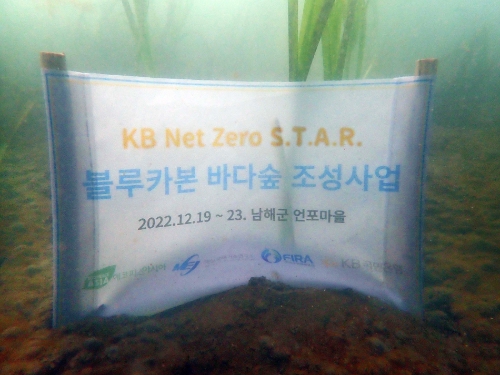 KB Net Zero S.T.A.R.
블루카본 바다숲 조성사업
2022.12.19 ~ 23. 남해군 언포마을
FIRA KB